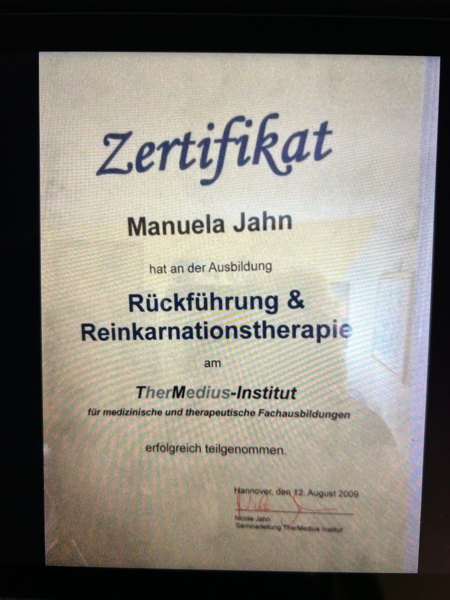 Zertifikat
Manuela Jahn
hat an der Ausbildung
Rückführung &
Reinkarnationstherapie
am
TherMedius-Institut
für medizinische und therapeutische Fachausbildungen
erfolgreich teilgenommen.
Hannover, den 12. August 2009
Nicole Jahn
Seminarleitung TherMedius Institut